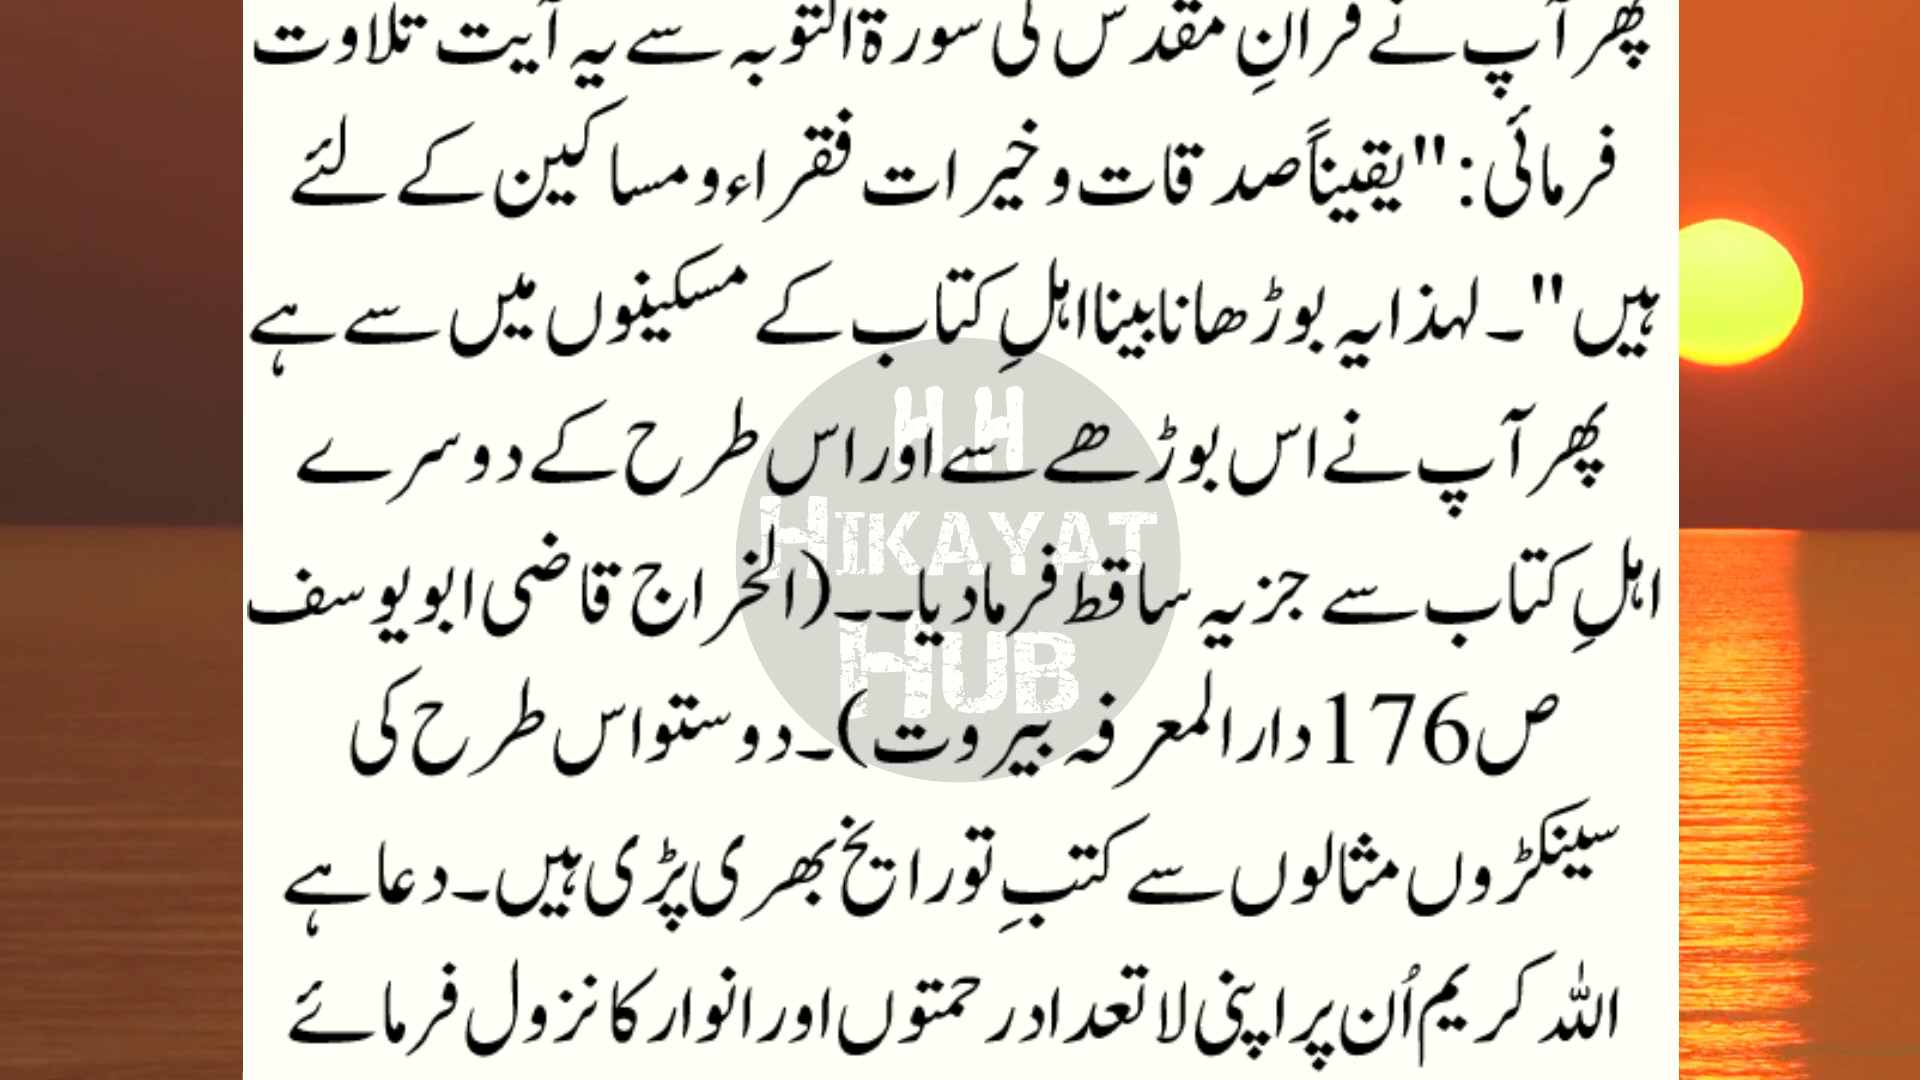 پھر آپ نے قرآنِ مقدس کی سورۃ التوبہ سے یہ آیت تلاوت
فرمائی: "یقیناً صدقات و خیرات فقراء و مساکین کے لئے
ہیں"۔ لہذا یہ بوڑھا نابینا اہلِ کتاب کے مسکینوں میں سے ہے
پھر آپ نے اس بوڑھے سے اور اس طرح کے دوسرے
اہلِ کتاب سے جزیہ ساقط فرما دیا۔۔۔ (الخراج قاضی ابو یوسف
ص 176 دار المعرفہ بیروت)۔ دوستو اس طرح کی
سینکڑوں مثالوں سے کتبِ تورایخ بھری پڑی ہیں۔ دعا ہے
اللہ کریم اُن پر اپنی لاتعداد رحمتوں اور انوار کا نزول فرمائے
H.H
HIKAYAT
HUB